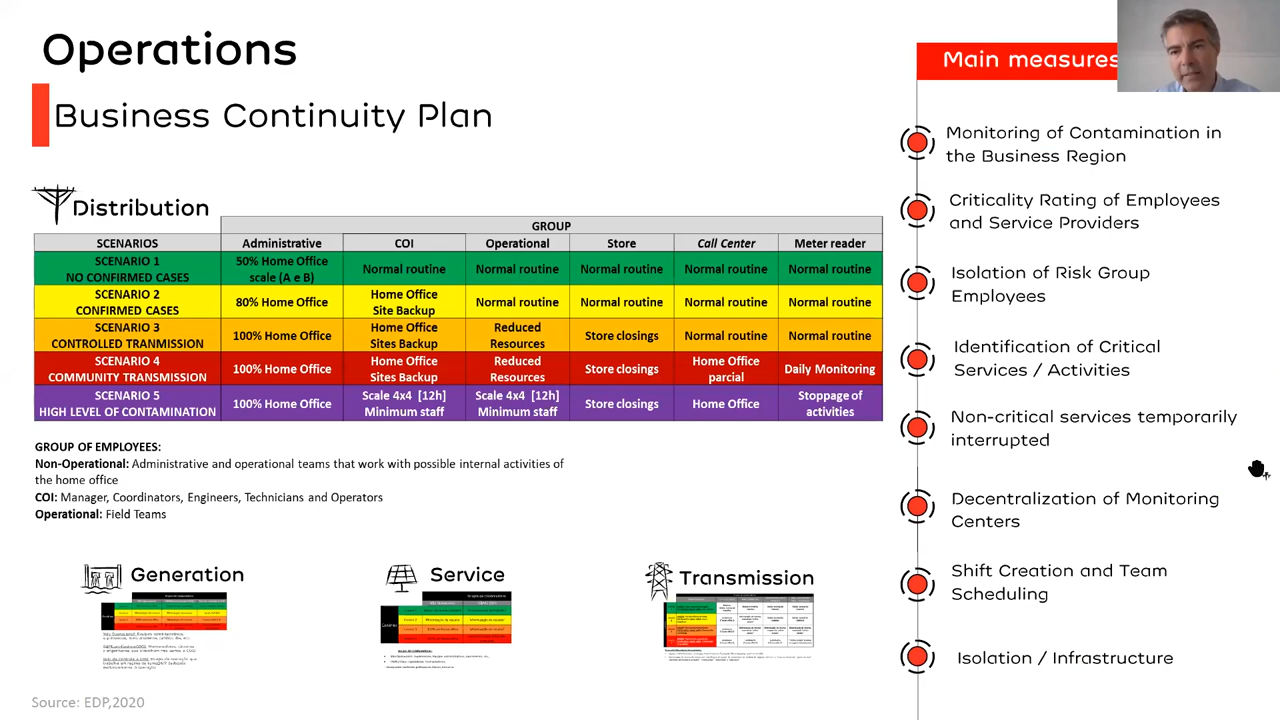 Operations
Business Continuity Plan
Distribution
GROUP
SCENARIOS Administrative COI Operational Store Call Center Meter reader
SCENARIO 1
NO CONFIRMED CASES
50% Home Office
scale (A e B)
Normal routine
Normal routine
Normal routine
Normal routine
Normal routine
SCENARIO 2
CONFIRMED CASES
80% Home Office
Home Office
Site Backup
Normal routine
Normal routine
Normal routine
Normal routine
SCENARIO 3
CONTROLLED TRANMISSION
100% Home Office
Home Office
Sites Backup
Reduced
Resources
Store closings
Normal routine
Normal routine
SCENARIO 4
COMMUNITY TRANSMISSION
100% Home Office
Home Office
Sites Backup
Reduced
Resources
Store closings
Home Office
parcial
Daily Monitoring
SCENARIO 5
HIGH LEVEL OF CONTAMINATION
100% Home Office
Scale 4x4 [12h]
Minimum staff
Scale 4x4 [12h]
Minimum staff
Store closings
Home Office
Stoppage of
activities
GROUP OF EMPLOYEES:
Non-Operational: Administrative and operational teams that work with possible internal activities of
the home office
COI: Manager, Coordinators, Engineers, Technicians and Operators
Operational: Field Teams
Generation
Service
Transmission
Source: EDP,2020
Main measures
Monitoring of Contamination in
the Business Region
Criticality Rating of Employees
and Service Providers
Isolation of Risk Group
Employees
Identification of Critical
Services / Activities
Non-critical services temporarily
interrupted
Decentralization of Monitoring
Centers
Shift Creation and Team
Scheduling
Isolation / Infrastructure